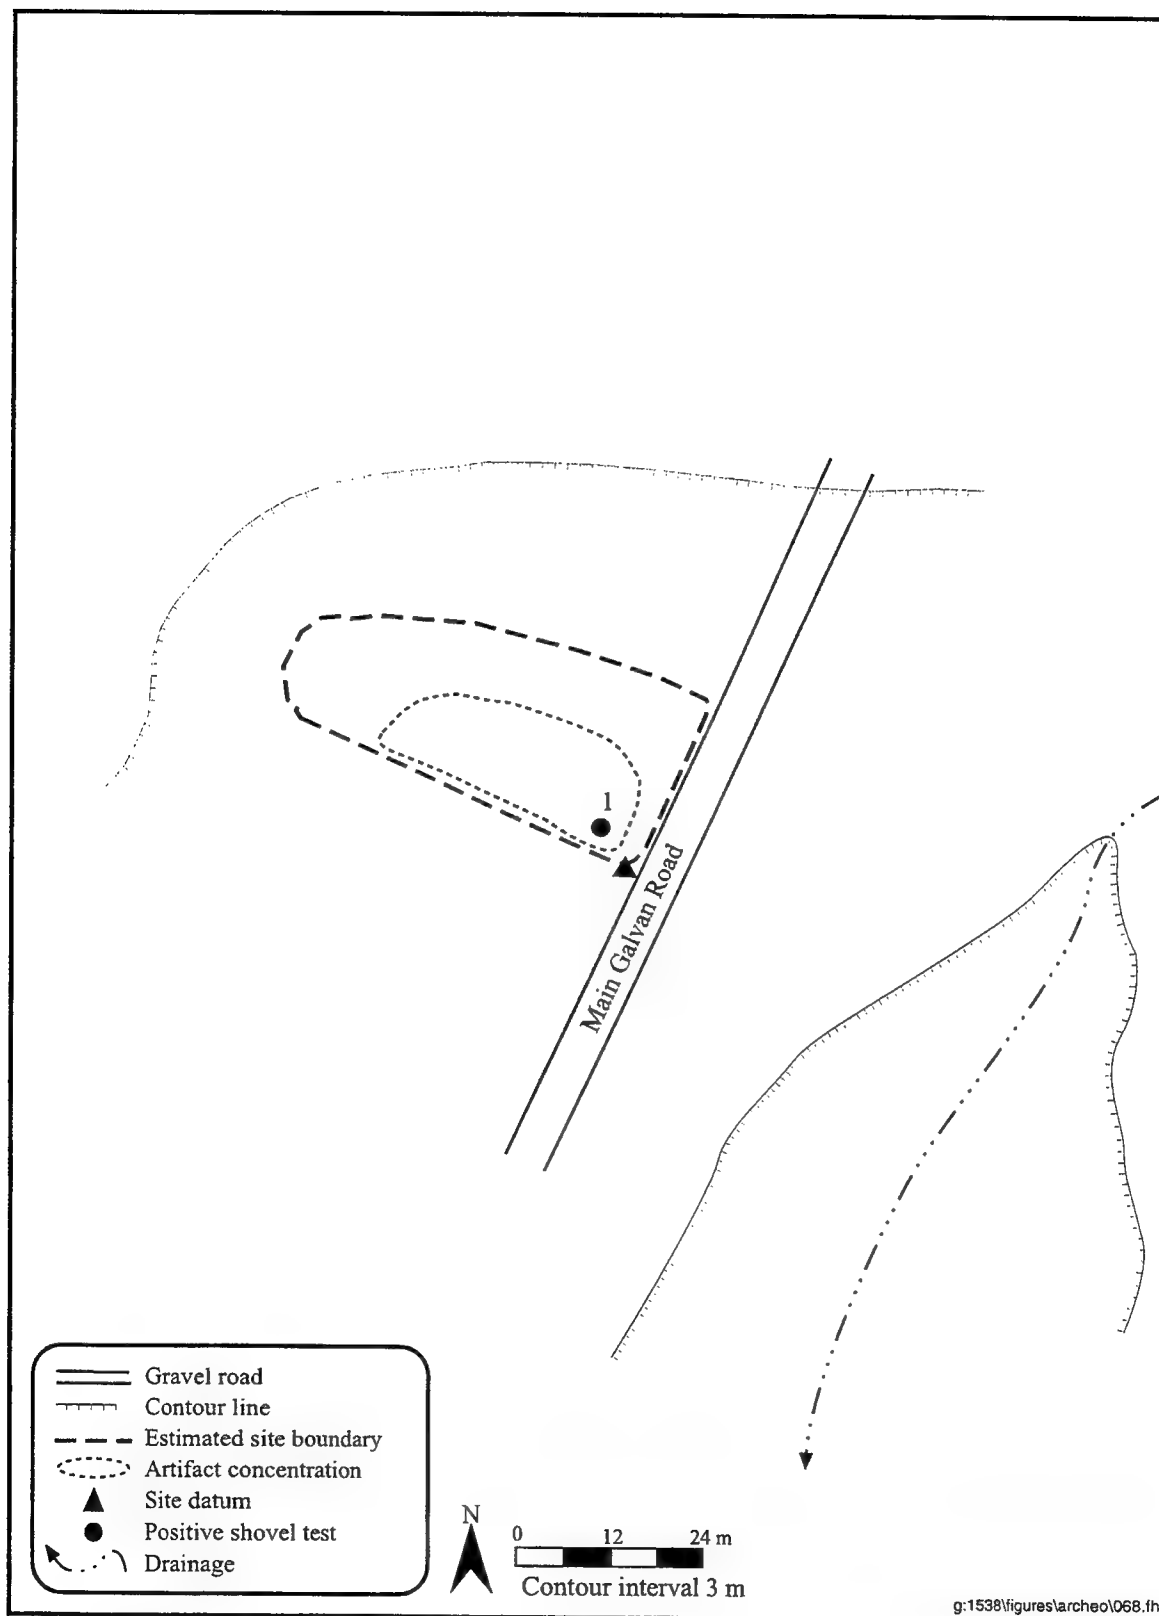 1
Main Galvan Road
Gravel road
Contour line
Estimated site boundary
Artifact concentration
Site datum
Positive shovel test
Drainage
N
0 12 24 m
Contour interval 3 m
g:1538\figures\archeo\068.fh